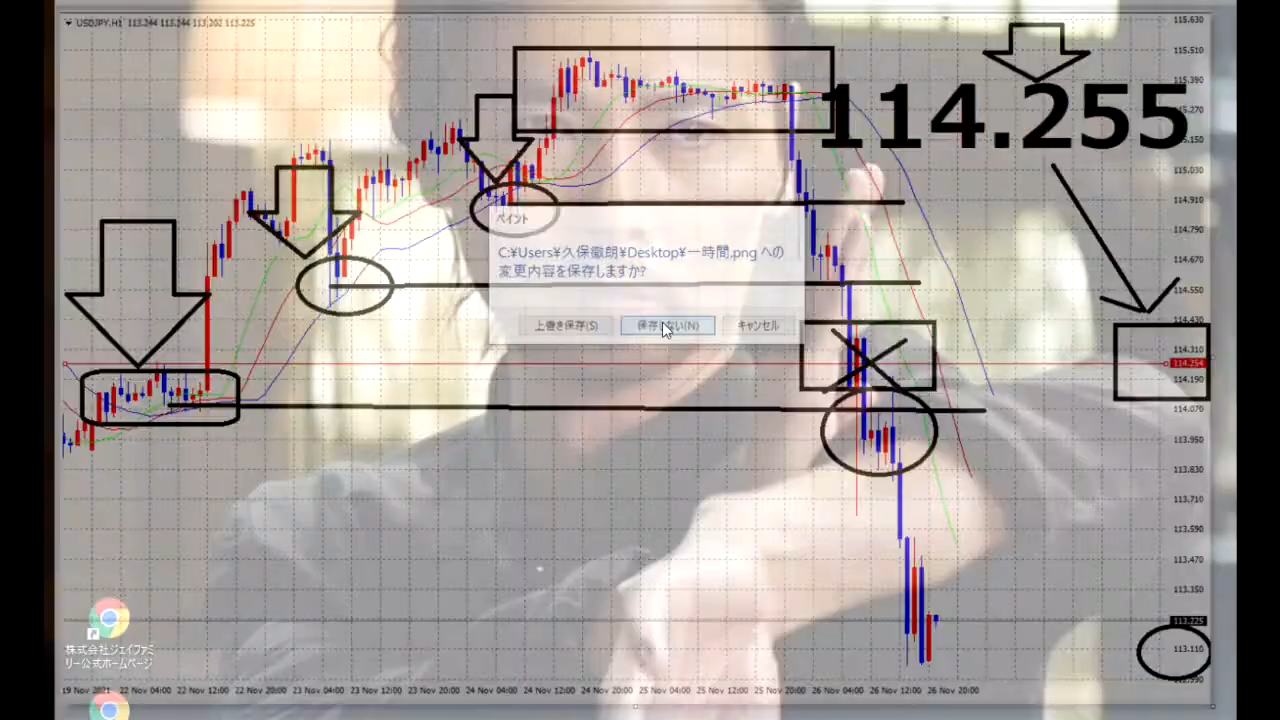 USDJPY,H1 113.244 113.244 113.202 113.225
115.630
115.510
115.390
114.255
115.270
115.150
115.030
114.910
ペイント
114.790
C:¥Users¥久保徹朗¥Desktop¥一時間.png への
変更内容を保存しますか?
114.670
114.550
上書き保存(S)
保存しない(N)
キャンセル
114.430
114.310
114.254
114.190
114.070
113.950
113.830
113.710
113.590
113.470
113.350
113.225
113.110
株式会社ジェイファミ
リー公式ホームページ
19 Nov 2021 22 Nov 04:00 22 Nov 12:00 22 Nov 20:00 23 Nov 04:00 23 Nov 12:00 23 Nov 20:00 24 Nov 04:00 24 Nov 12:00 24 Nov 20:00 25 Nov 04:00 25 Nov 12:00 25 Nov 20:00 26 Nov 04:00 26 Nov 12:00 26 Nov 20:00